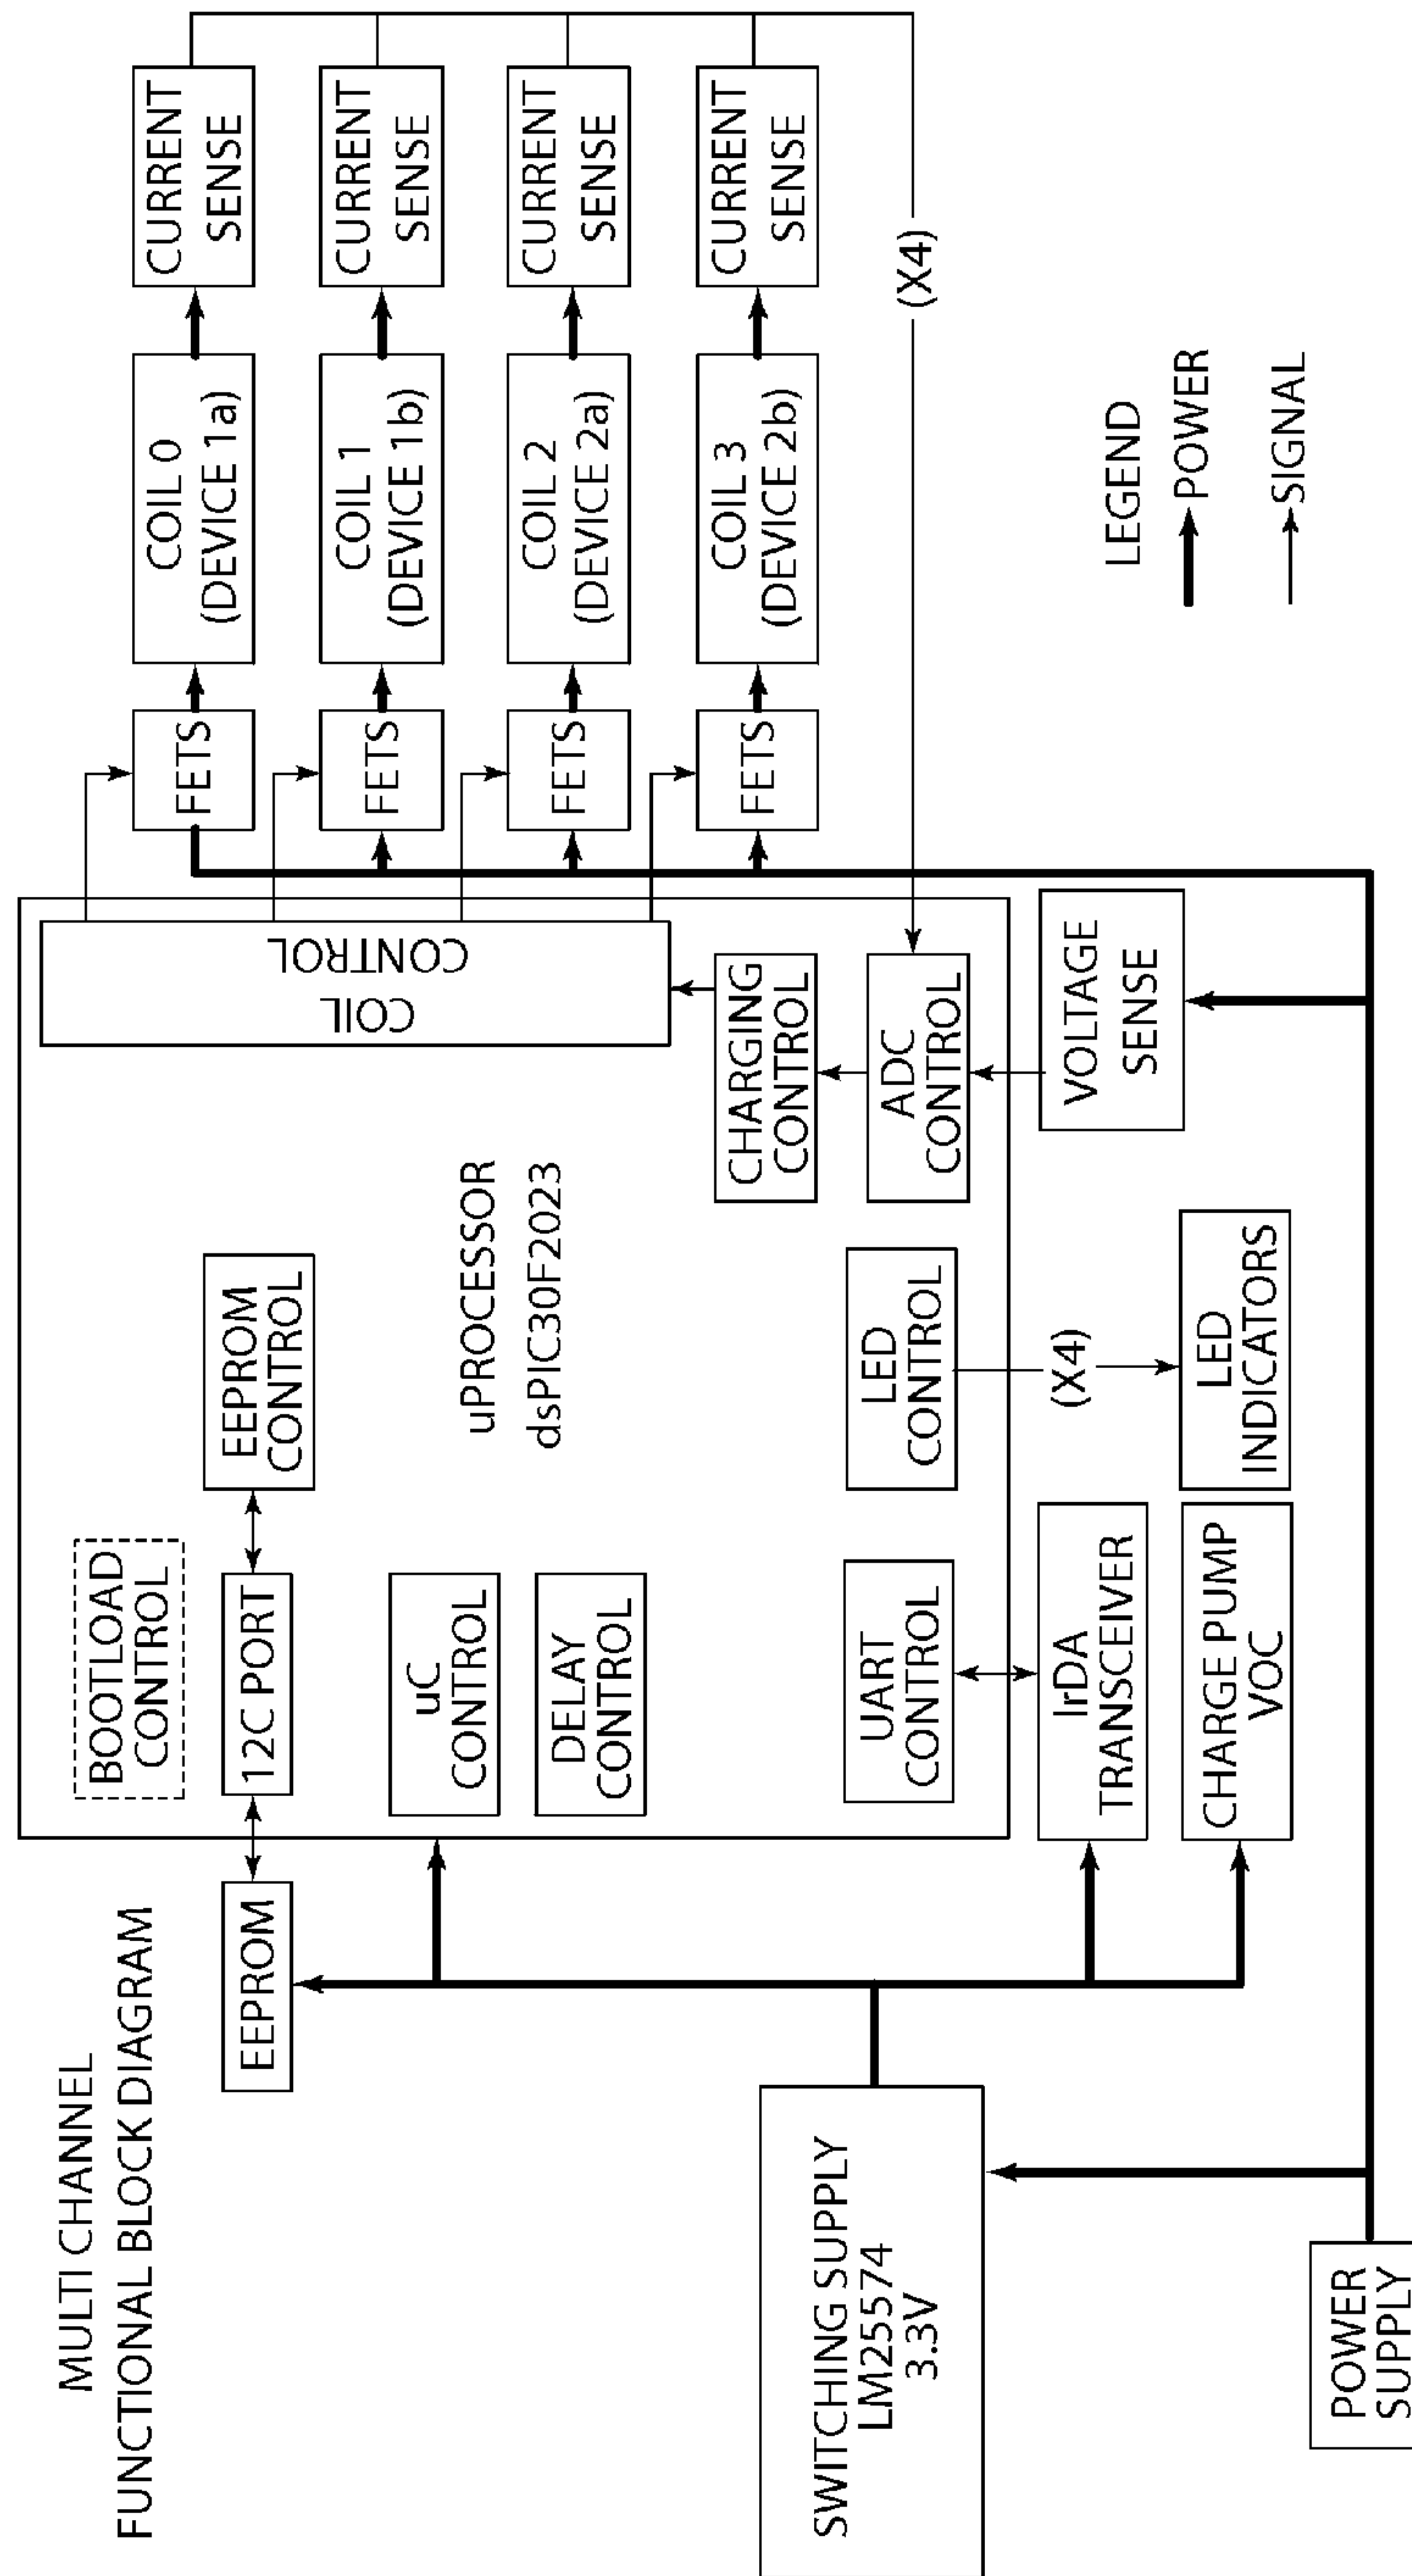 MULTI CHANNEL
FUNCTIONAL BLOCK DIAGRAM
EEPROM
BOOTLOAD
CONTROL
12C PORT
EEPROM
CONTROL
uC
CONTROL
DELAY
CONTROL
uPROCESSOR
dsPIC30F2023
COIL
CONTROL
CHARGING
CONTROL
ADC
CONTROL
LED
CONTROL
UART
CONTROL
FETS
COIL 0
(DEVICE 1a)
CURRENT
SENSE
FETS
COIL 1
(DEVICE 1b)
CURRENT
SENSE
FETS
COIL 2
(DEVICE 2a)
CURRENT
SENSE
FETS
COIL 3
(DEVICE 2b)
CURRENT
SENSE
(X4)
SWITCHING SUPPLY
LM25574
3.3V
IrDA
TRANSCEIVER
CHARGE PUMP
VOC
(X4)
LED
INDICATORS
VOLTAGE
SENSE
LEGEND
POWER
SIGNAL
POWER
SUPPLY